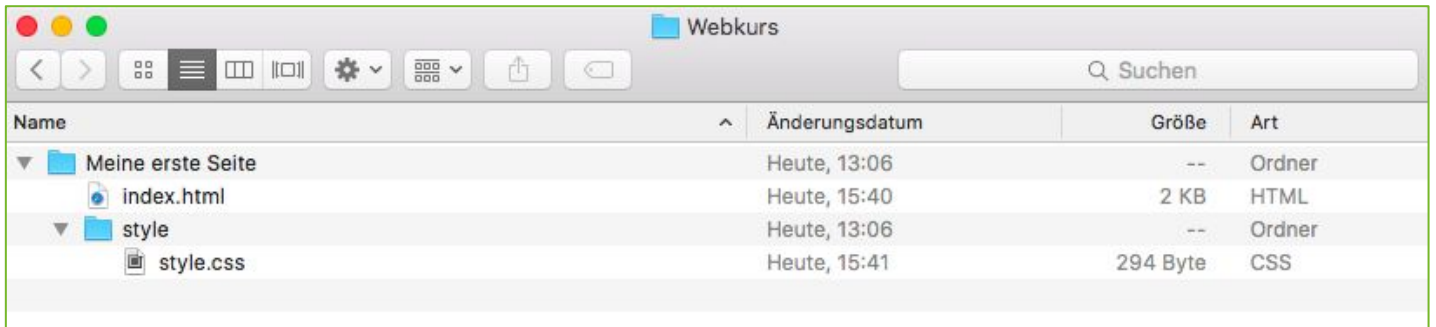 Webkurs
Suchen
Name Änderungsdatum Größe Art
Meine erste Seite Heute, 13:06 -- Ordner
index.html Heute, 15:40 2 KB HTML
style Heute, 13:06 -- Ordner
style.css Heute, 15:41 294 Byte CSS